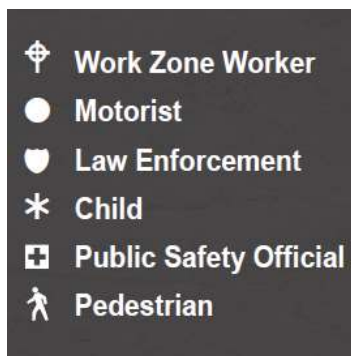 Work Zone Worker
Motorist
Law Enforcement
Child
Public Safety Official
Pedestrian